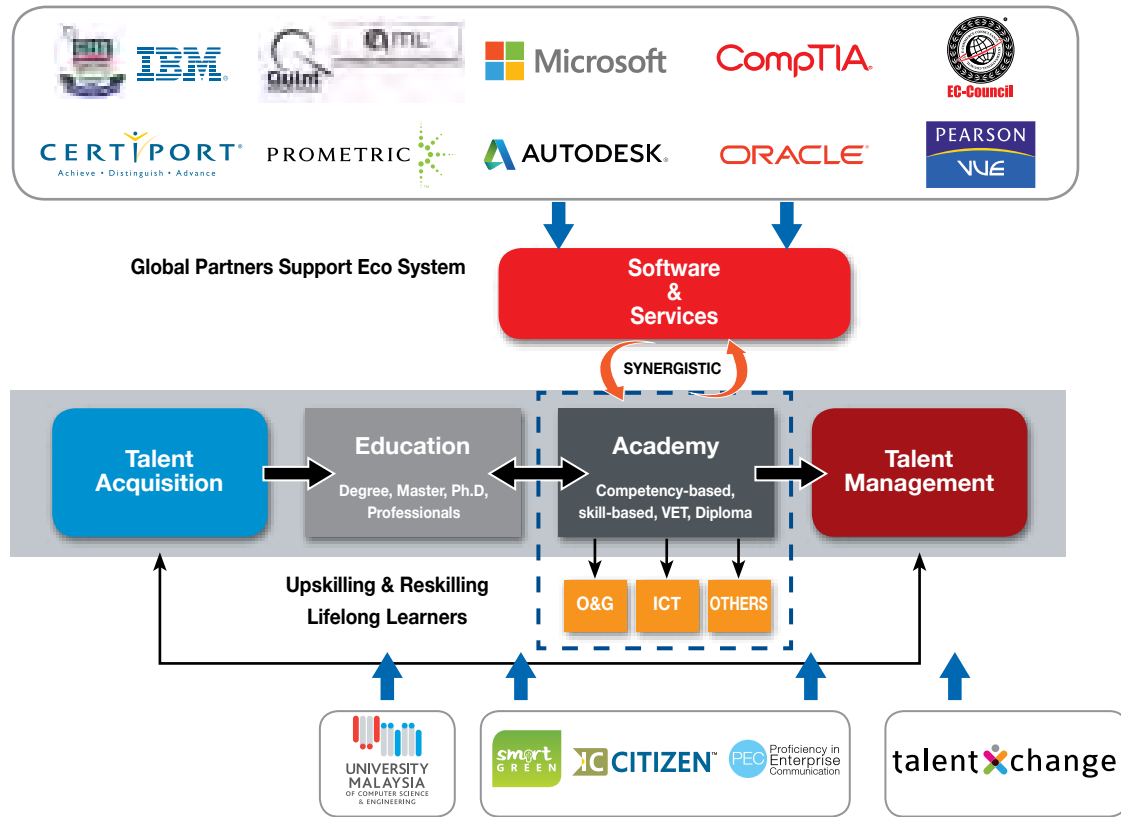 IBM
Microsoft
CompTIA
EC-Council
CERTIPORT
Achieve • Distinguish • Advance
PROMETRIC
AUTODESK
ORACLE
PEARSON
VUE
Global Partners Support Eco System
Software
&
Services
SYNERGISTIC
Talent
Acquisition
Education
Degree, Master, Ph.D,
Professionals
Academy
Competency-based,
skill-based, VET, Diploma
Talent
Management
Upskilling & Reskilling
Lifelong Learners
O&G
ICT
OTHERS
UNIVERSITY
MALAYSIA
OF COMPUTER SCIENCE
& ENGINEERING
smart
GREEN
IC CITIZEN™
PEC
Proficiency in
Enterprise
Communication
talentXchange